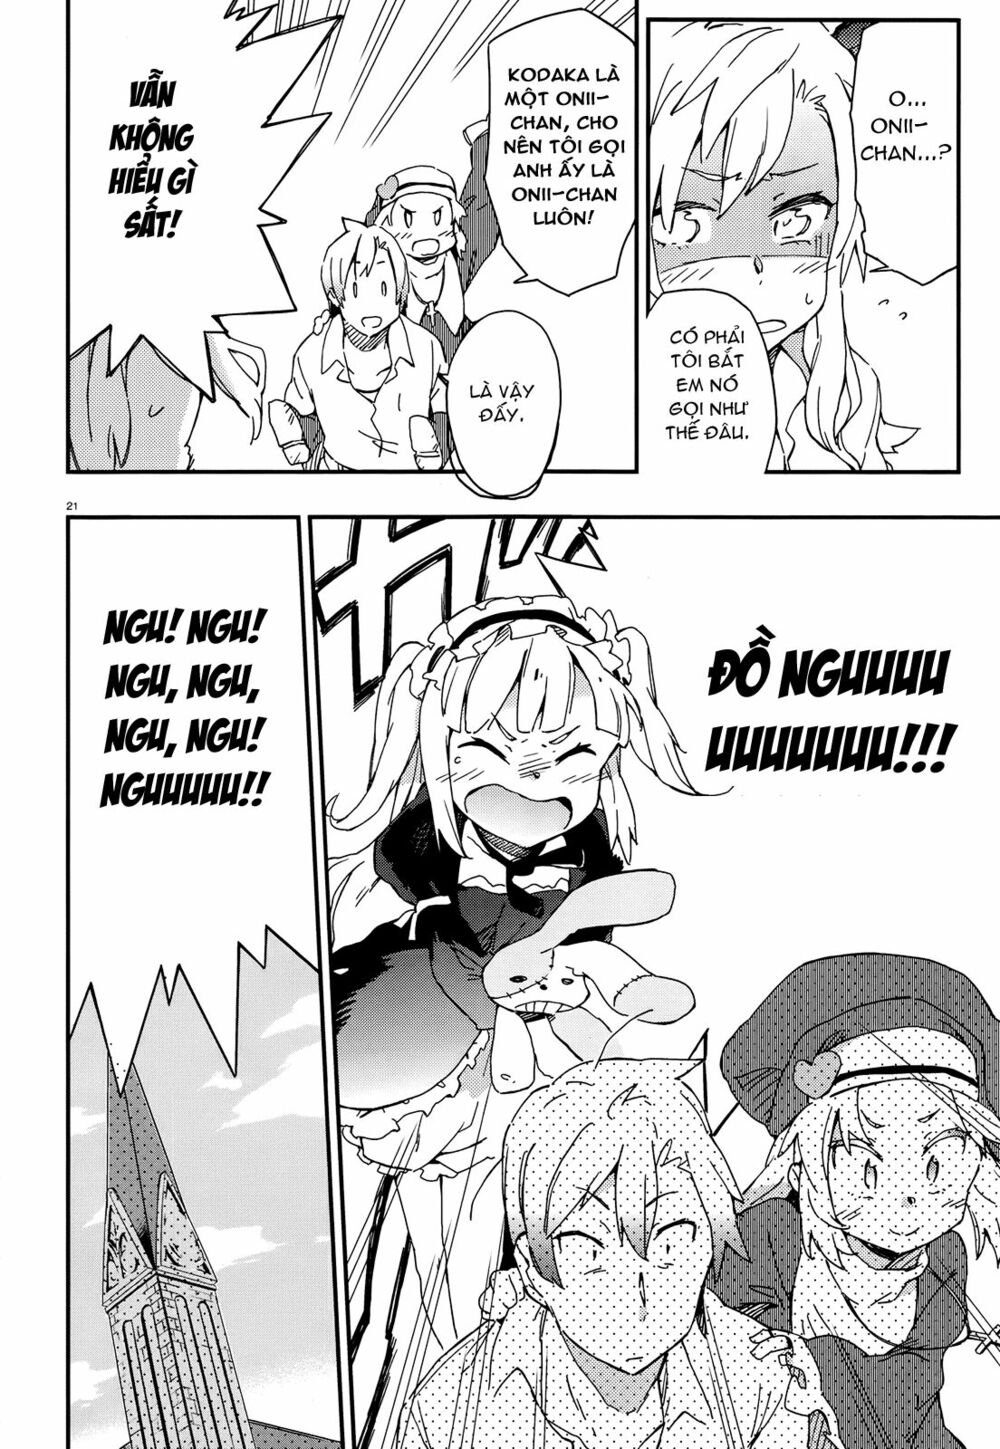 O...
ONII-
CHAN...?
CÓ PHẢI
TÔI BẮT
EM NÓ
GỌI NHƯ
THẾ ĐÂU.
KODAKA LÀ
MỘT ONII-
CHAN, CHO
NÊN TÔI GỌI
ANH ẤY LÀ
ONII-CHAN
LUÔN!
LÀ VẬY
ĐẤY.
VẪN
KHÔNG
HIỂU GÌ
SẤT!
21
ĐỒ NGUUUU
UUUUUUU!!!
NGU! NGU!
NGU, NGU,
NGU, NGU!
NGUUUUU!!